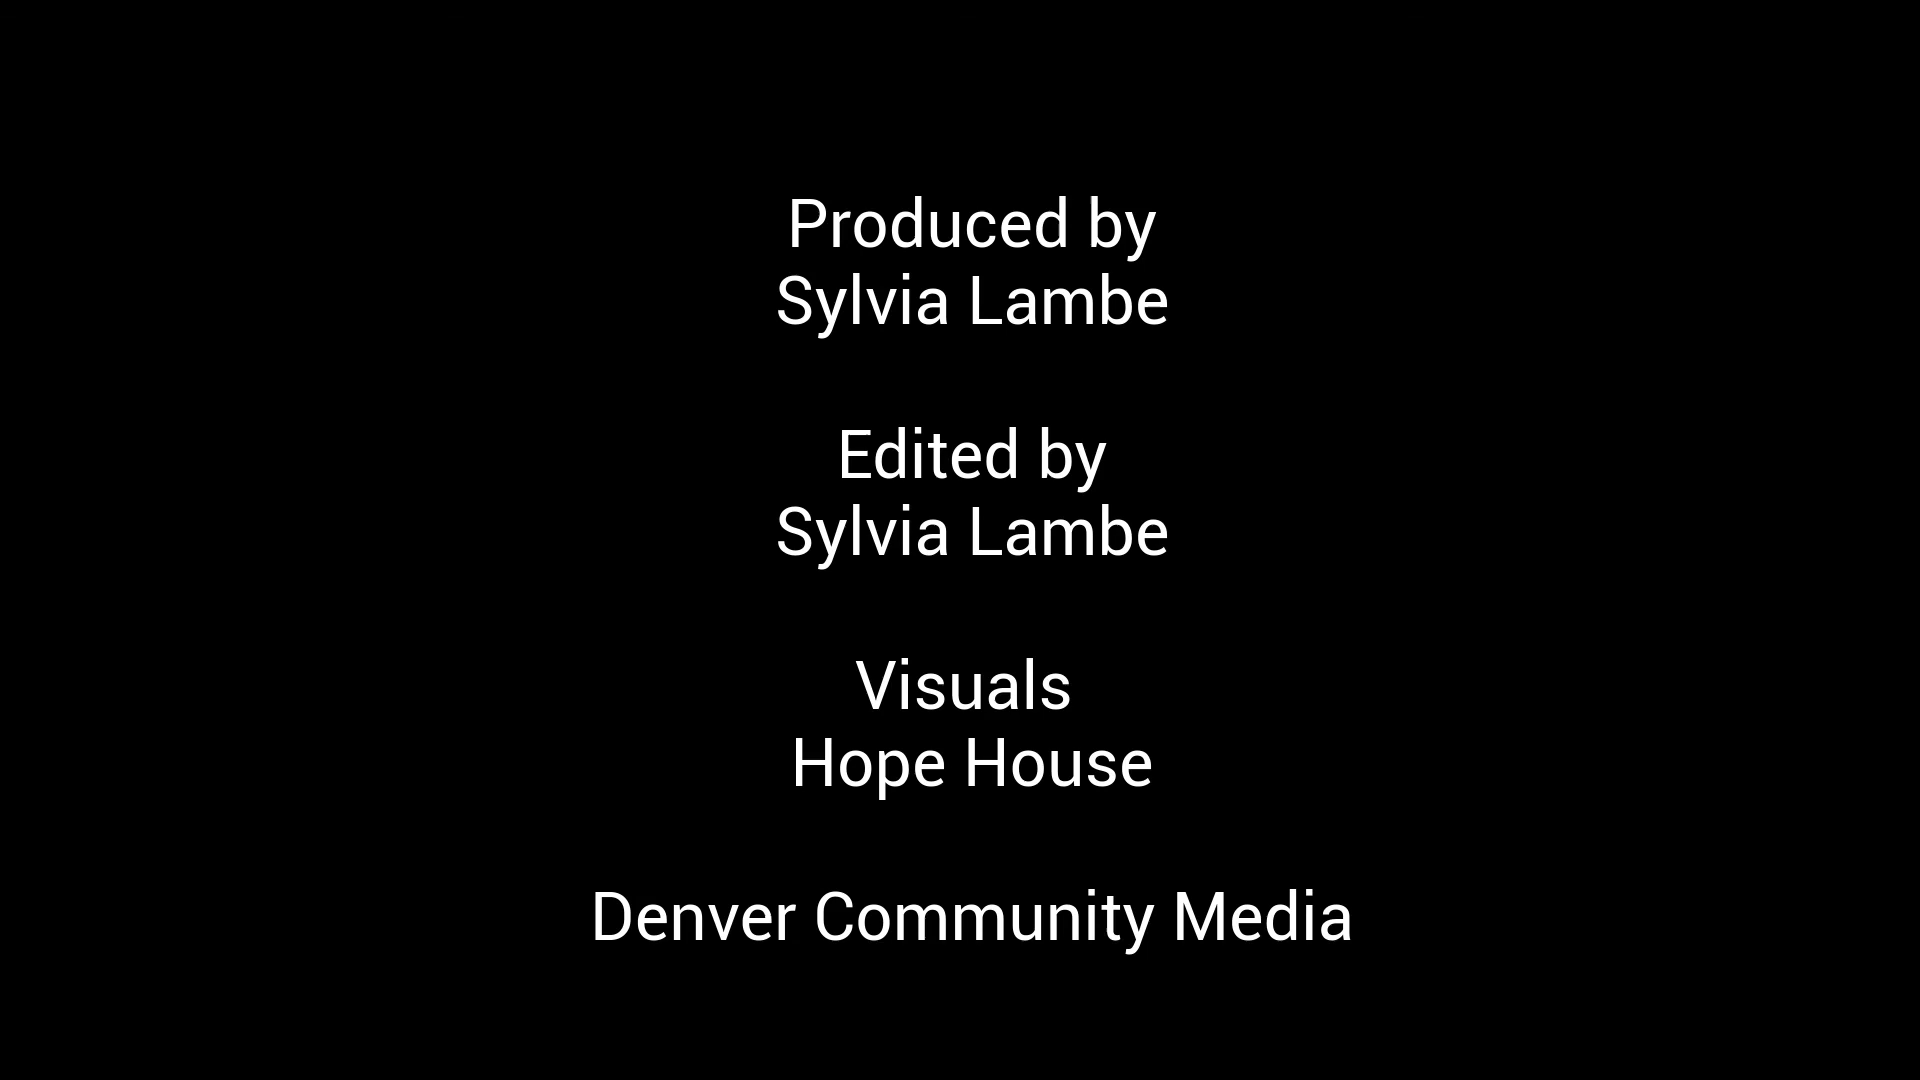 Produced by
Sylvia Lambe
Edited by
Sylvia Lambe
Visuals
Hope House
Denver Community Media